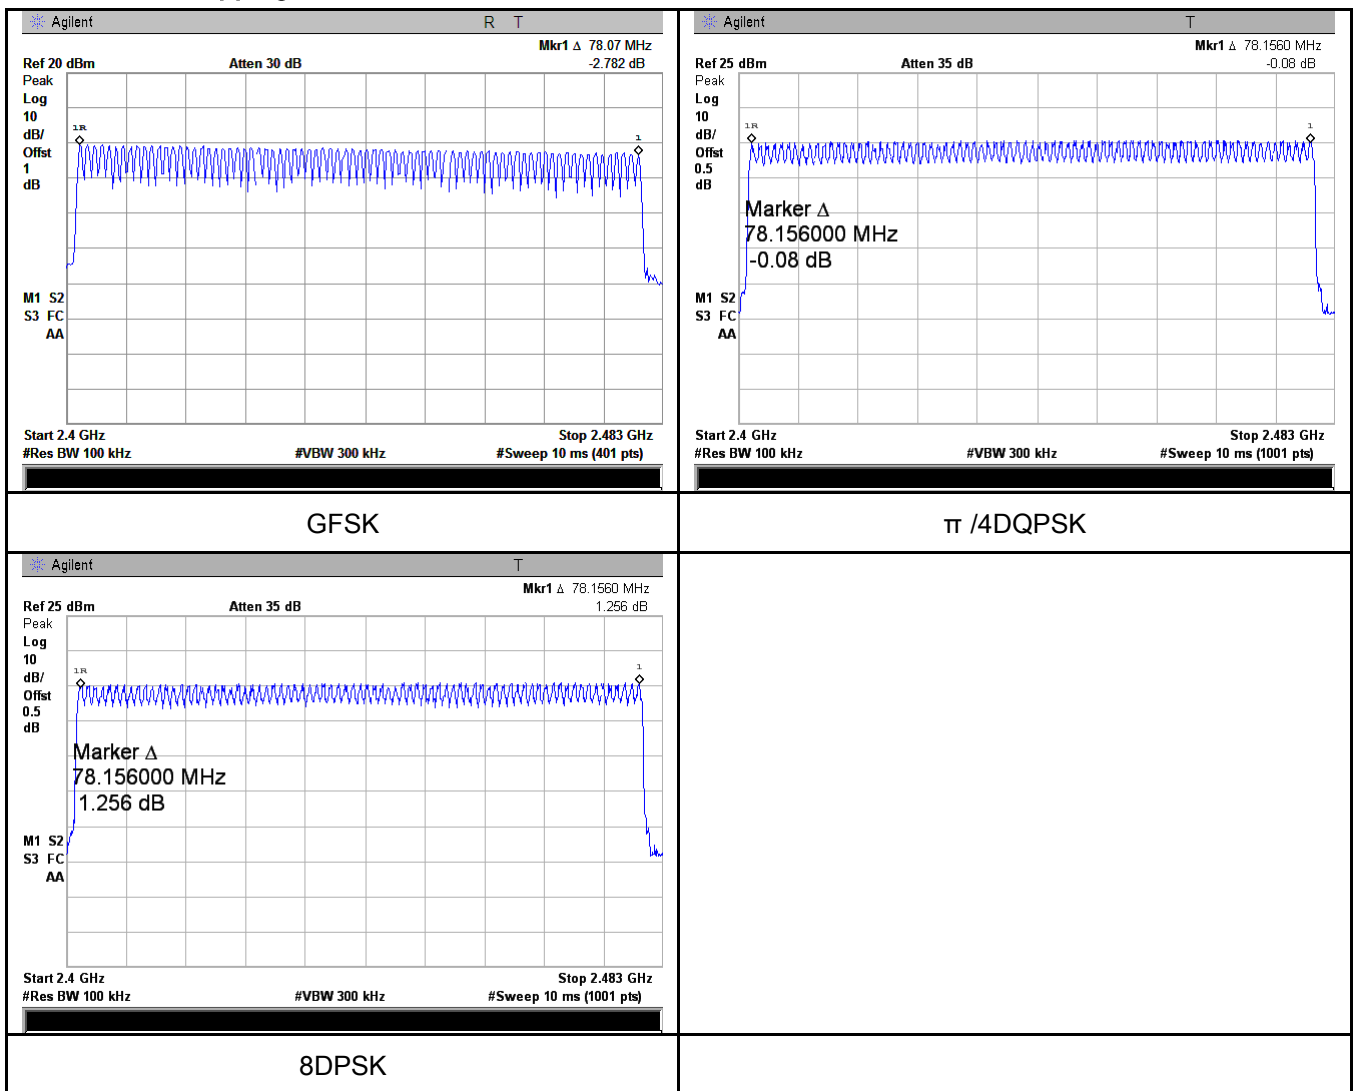 Agilent R T
Mkr1 Δ 78.07 MHz
Ref 20 dBm Atten 30 dB -2.782 dB
Peak
Log
10
dB/
Offst
1
dB
1R
1
M1 S2
S3 FC
AA
Start 2.4 GHz Stop 2.483 GHz
#Res BW 100 kHz #VBW 300 kHz #Sweep 10 ms (401 pts)
GFSK
Agilent T
Mkr1 Δ 78.1560 MHz
Ref 25 dBm Atten 35 dB -0.08 dB
Peak
Log
10
dB/
Offst
0.5
dB
1R
1
Marker Δ
78.156000 MHz
-0.08 dB
M1 S2
S3 FC
AA
Start 2.4 GHz Stop 2.483 GHz
#Res BW 100 kHz #VBW 300 kHz #Sweep 10 ms (1001 pts)
π /4DQPSK
Agilent T
Mkr1 Δ 78.1560 MHz
Ref 25 dBm Atten 35 dB 1.256 dB
Peak
Log
10
dB/
Offst
0.5
dB
1R
1
Marker Δ
78.156000 MHz
1.256 dB
M1 S2
S3 FC
AA
Start 2.4 GHz Stop 2.483 GHz
#Res BW 100 kHz #VBW 300 kHz #Sweep 10 ms (1001 pts)
8DPSK